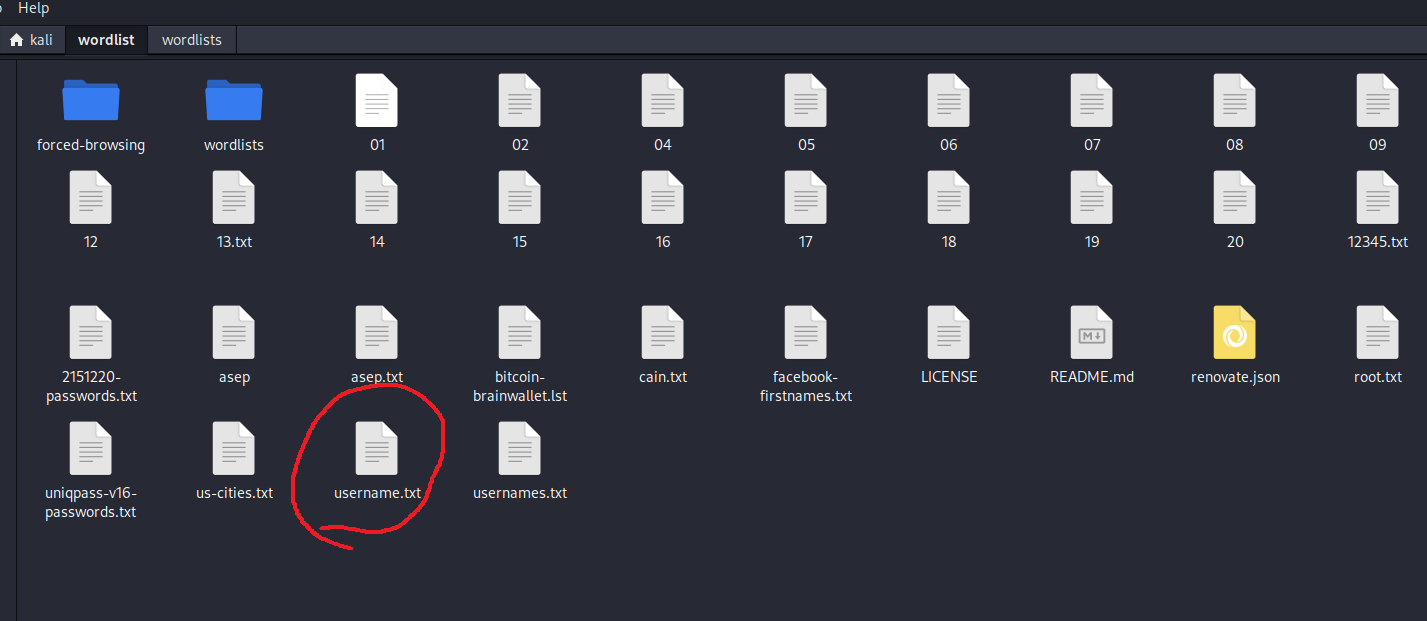 Help
kali
wordlist
wordlists
forced-browsing
wordlists
01
02
04
05
06
07
08
09
12
13.txt
14
15
16
17
18
19
20
12345.txt
2151220-
passwords.txt
asep
asep.txt
bitcoin-
brainwallet.lst
cain.txt
facebook-
firstnames.txt
LICENSE
M
README.md
renovate.json
root.txt
uniqpass-v16-
passwords.txt
us-cities.txt
username.txt
usernames.txt